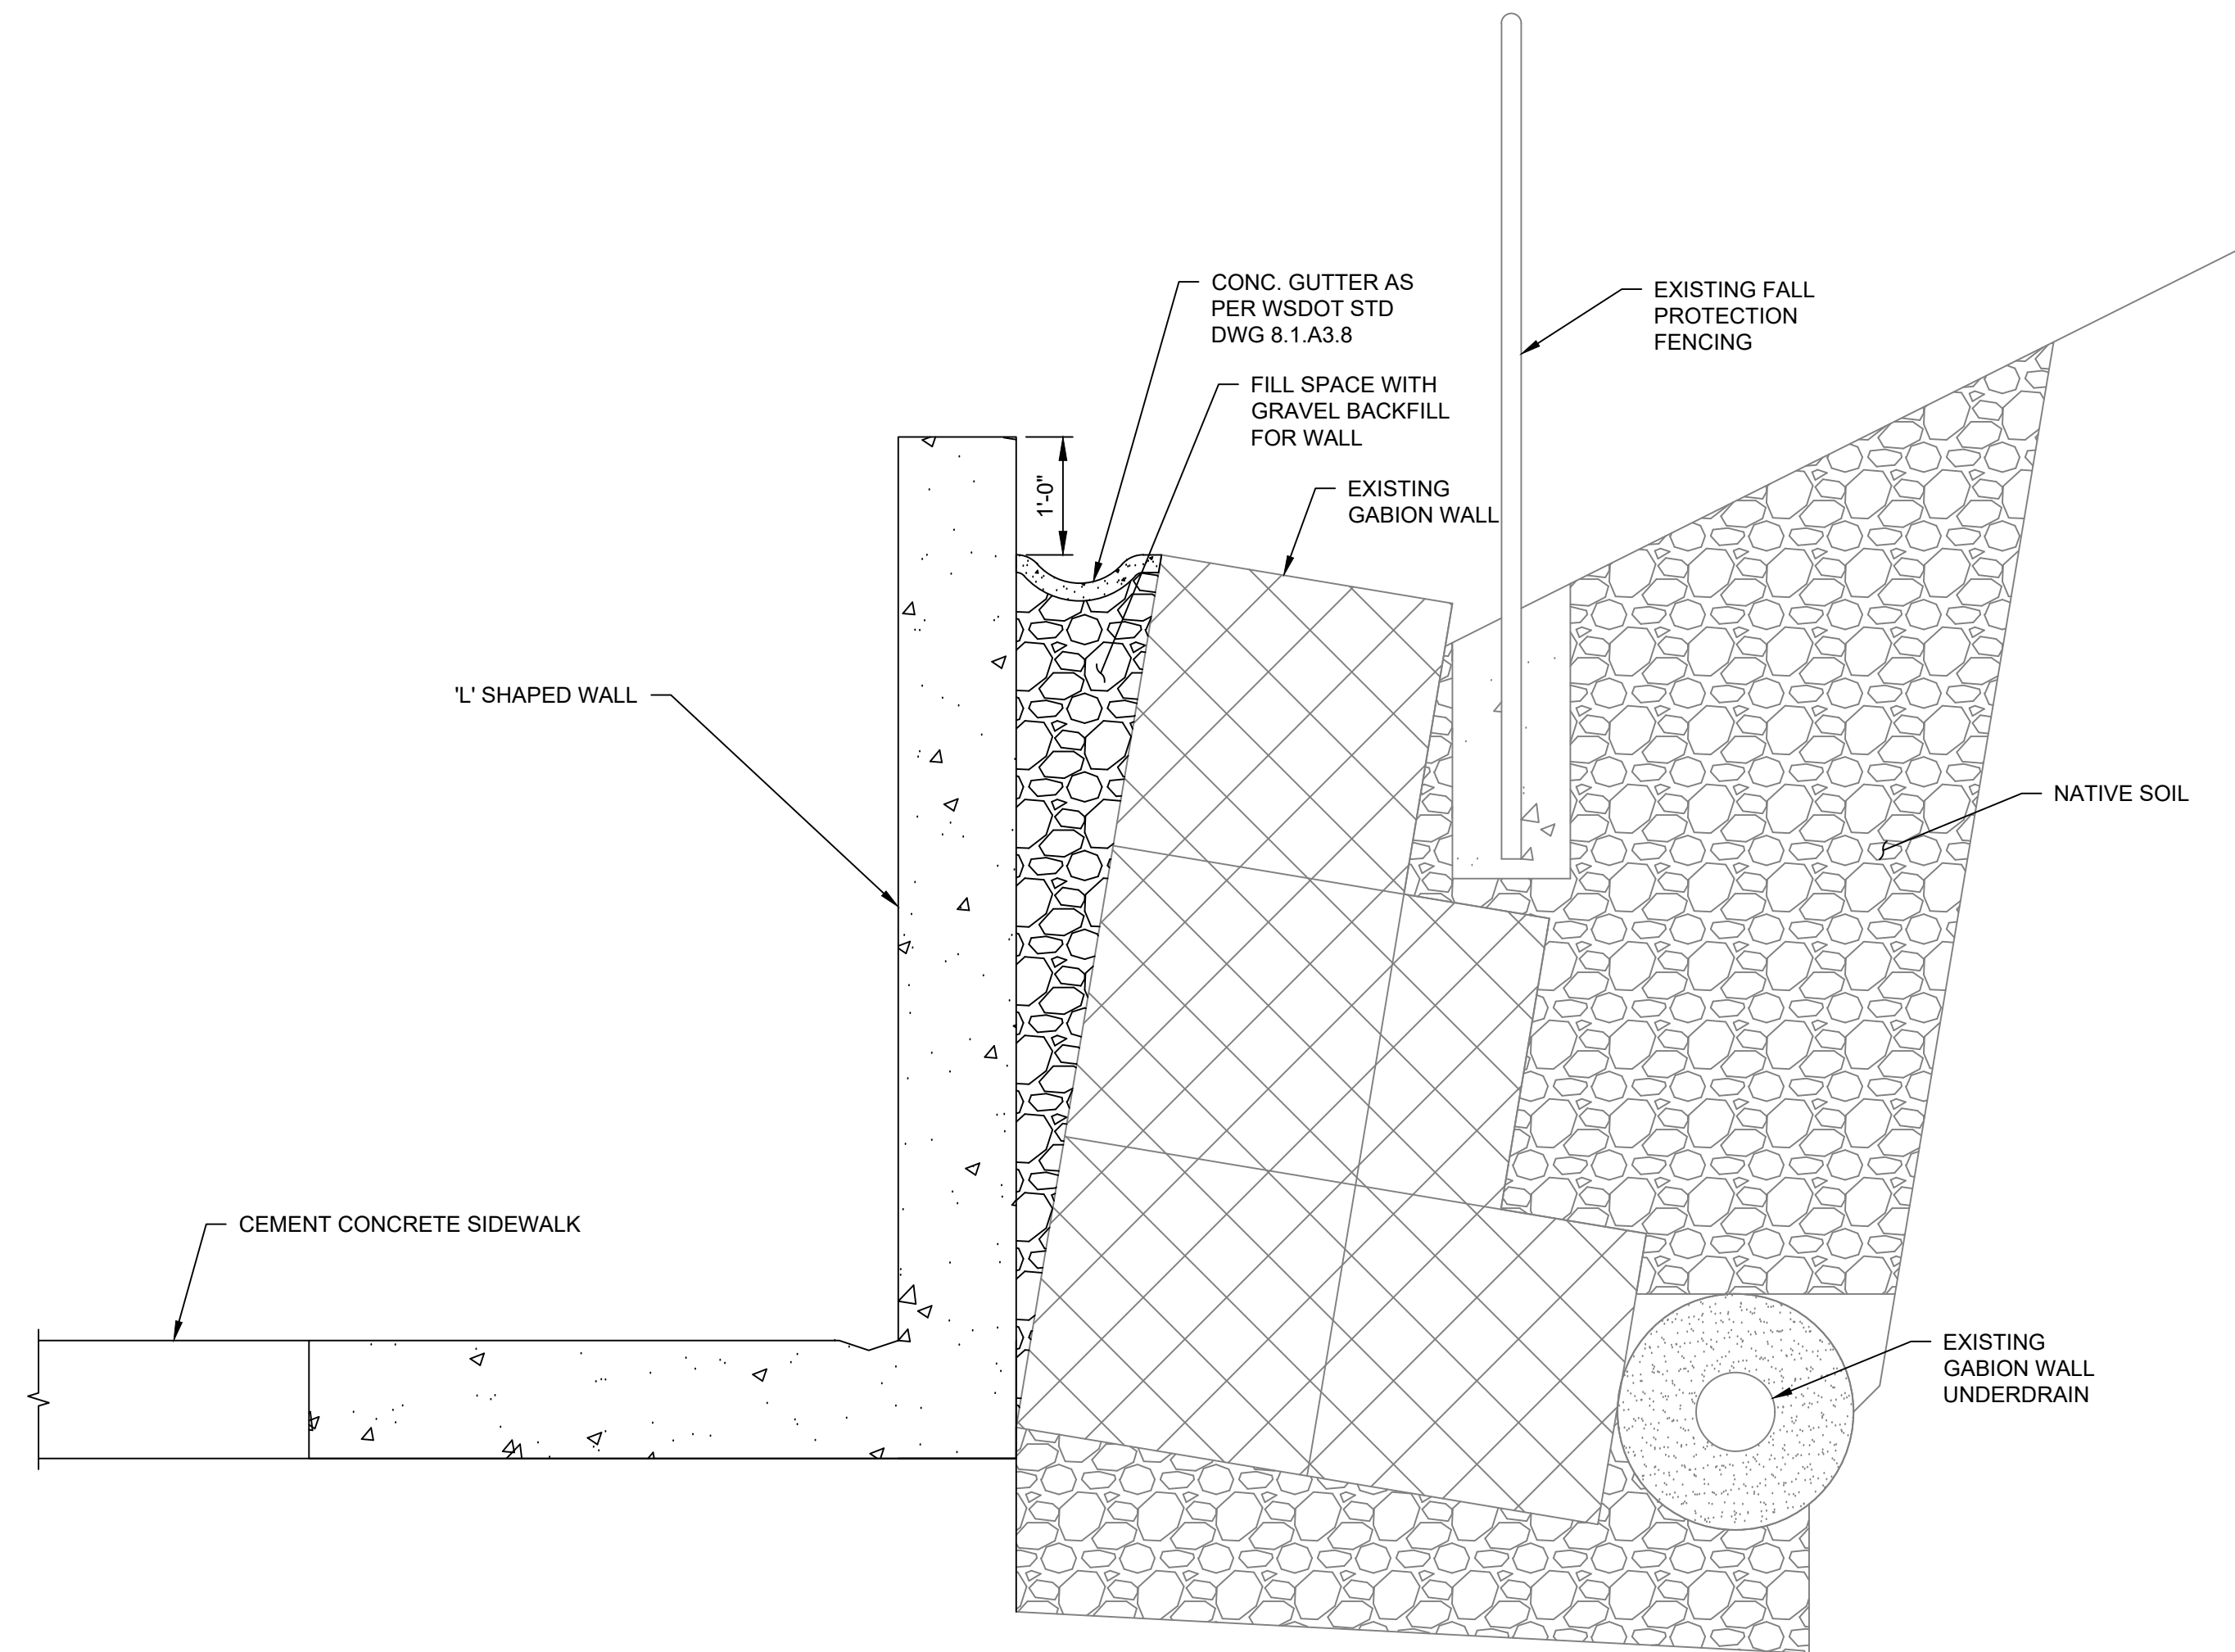 CONC. GUTTER AS
PER WSDOT STD
DWG 8.1.A3.8
EXISTING FALL
PROTECTION
FENCING
FILL SPACE WITH
GRAVEL BACKFILL
FOR WALL
1'-0"
EXISTING
GABION WALL
'L' SHAPED WALL
NATIVE SOIL
CEMENT CONCRETE SIDEWALK
EXISTING
GABION WALL
UNDERDRAIN